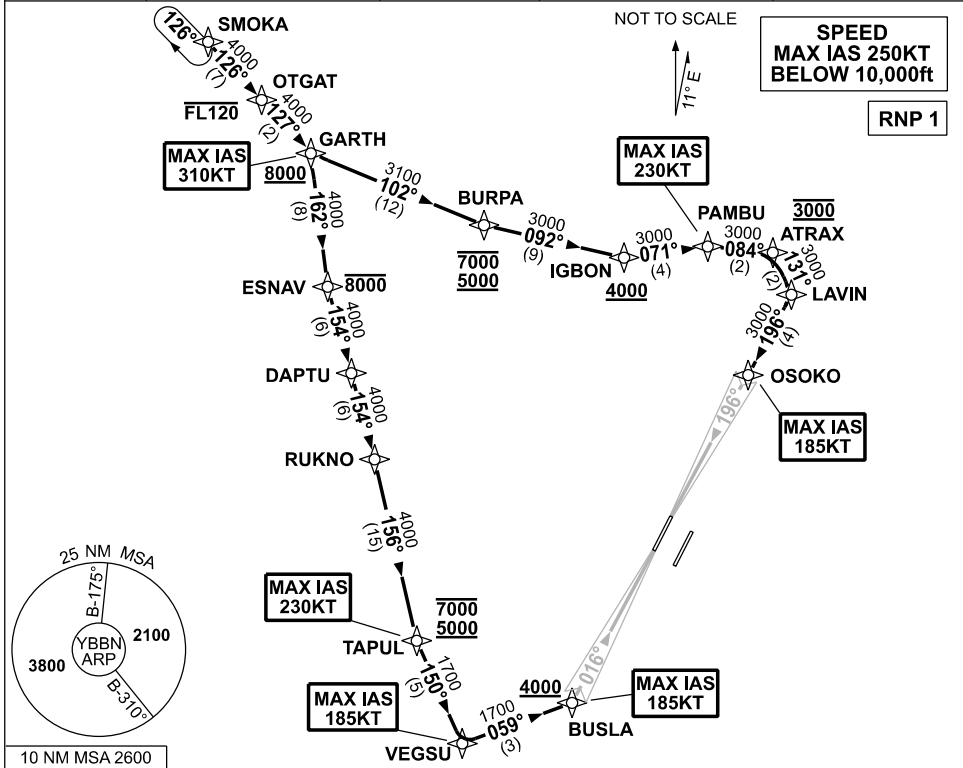 NOT TO SCALE
11° E
SPEED
MAX IAS 250KT
BELOW 10,000ft
RNP 1
126°
SMOKA
4000
126°
(7)
OTGAT
FL120
4000
127°
(2)
GARTH
MAX IAS
310KT
8000
3100
102°
(12)
BURPA
7000
5000
3000
092°
(9)
IGBON
4000
3000
071°
(4)
MAX IAS
230KT
PAMBU
3000
084°
(2)
3000
ATRAX
3000
131°
(2)
LAVIN
3000
196°
(4)
OSOKO
MAX IAS
185KT
196°
4000
162°
(8)
ESNAV
8000
4000
154°
(6)
DAPTU
4000
154°
(6)
RUKNO
4000
156°
(15)
MAX IAS
230KT
7000
5000
TAPUL
1700
150°
(5)
MAX IAS
185KT
VEGSU
1700
059°
(3)
4000
BUSLA
MAX IAS
185KT
016°
25 NM MSA
B-175°
3800
YBBN
ARP
2100
B-310°
10 NM MSA 2600